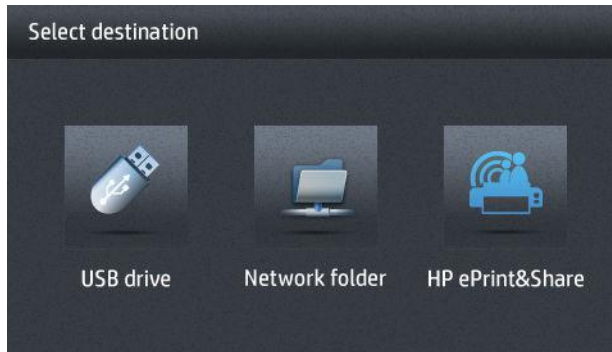 Select destination
USB drive
Network folder
HP ePrint&Share